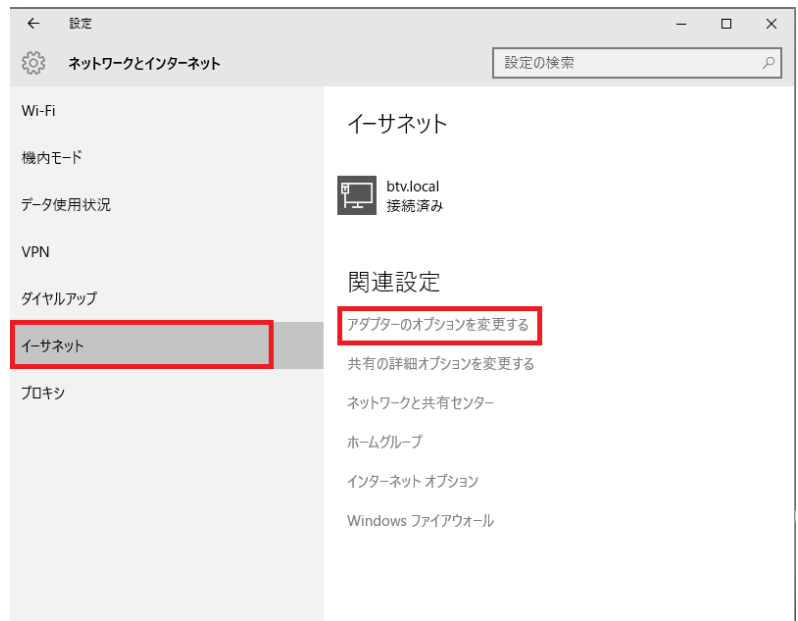 設定
ネットワークとインターネット
設定の検索
Wi-Fi
機内モード
データ使用状況
VPN
ダイヤルアップ
イーサネット
プロキシ
イーサネット
btv.local
接続済み
関連設定
アダプターのオプションを変更する
共有の詳細オプションを変更する
ネットワークと共有センター
ホームグループ
インターネット オプション
Windows ファイアウォール